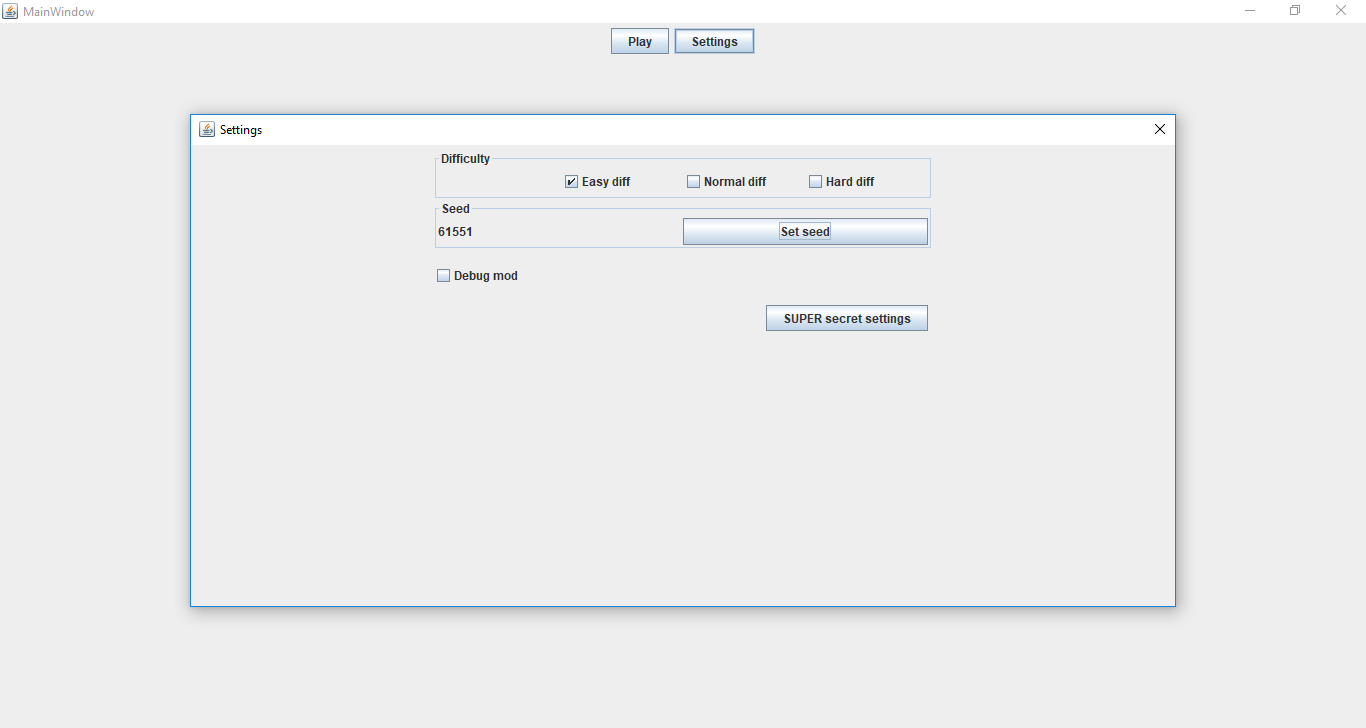 MainWindow
Play Settings
Settings
Difficulty
Easy diff Normal diff Hard diff
Seed
61551 Set seed
Debug mod
SUPER secret settings